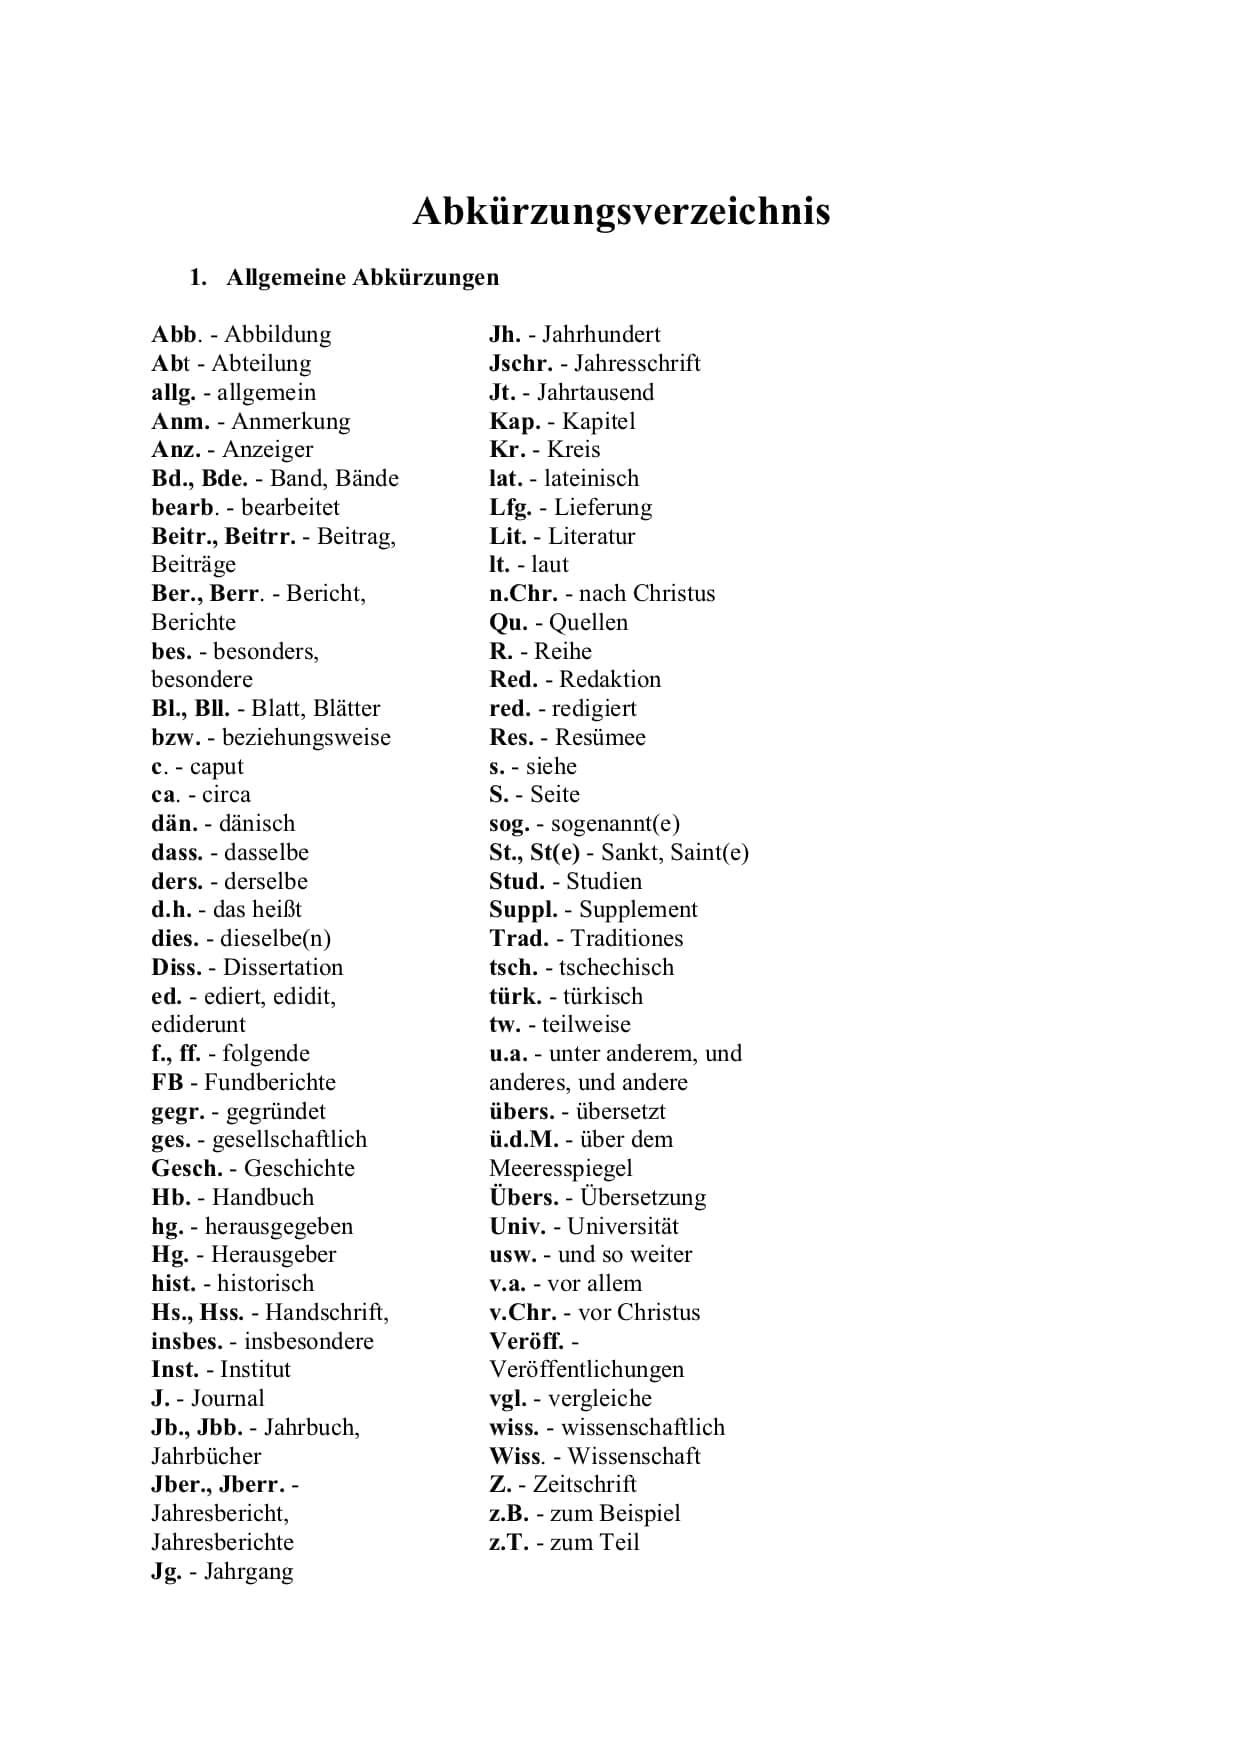 Abkürzungsverzeichnis
1. Allgemeine Abkürzungen
Abb. - Abbildung
Abt - Abteilung
allg. - allgemein
Anm. - Anmerkung
Anz. - Anzeiger
Bd., Bde. - Band, Bände
bearb. - bearbeitet
Beitr., Beitrr. - Beitrag,
Beiträge
Ber., Berr. - Bericht,
Berichte
bes. - besonders,
besondere
Bl., Bll. - Blatt, Blätter
bzw. - beziehungsweise
c. - caput
ca. - circa
dän. - dänisch
dass. - dasselbe
ders. - derselbe
d.h. - das heißt
dies. - dieselbe(n)
Diss. - Dissertation
ed. - ediert, edidit,
ediderunt
f., ff. - folgende
FB - Fundberichte
gegr. - gegründet
ges. - gesellschaftlich
Gesch. - Geschichte
Hb. - Handbuch
hg. - herausgegeben
Hg. - Herausgeber
hist. - historisch
Hs., Hss. - Handschrift,
insbes. - insbesondere
Inst. - Institut
J. - Journal
Jb., Jbb. - Jahrbuch,
Jahrbücher
Jber., Jberr. -
Jahresbericht,
Jahresberichte
Jg. - Jahrgang
Jh. - Jahrhundert
Jschr. - Jahresschrift
Jt. - Jahrtausend
Kap. - Kapitel
Kr. - Kreis
lat. - lateinisch
Lfg. - Lieferung
Lit. - Literatur
lt. - laut
n.Chr. - nach Christus
Qu. - Quellen
R. - Reihe
Red. - Redaktion
red. - redigiert
Res. - Resümee
s. - siehe
S. - Seite
sog. - sogenannt(e)
St., St(e) - Sankt, Saint(e)
Stud. - Studien
Suppl. - Supplement
Trad. - Traditiones
tsch. - tschechisch
türk. - türkisch
tw. - teilweise
u.a. - unter anderem, und
anderes, und andere
übers. - übersetzt
ü.d.M. - über dem
Meeresspiegel
Übers. - Übersetzung
Univ. - Universität
usw. - und so weiter
v.a. - vor allem
v.Chr. - vor Christus
Veröff. -
Veröffentlichungen
vgl. - vergleiche
wiss. - wissenschaftlich
Wiss. - Wissenschaft
Z. - Zeitschrift
z.B. - zum Beispiel
z.T. - zum Teil